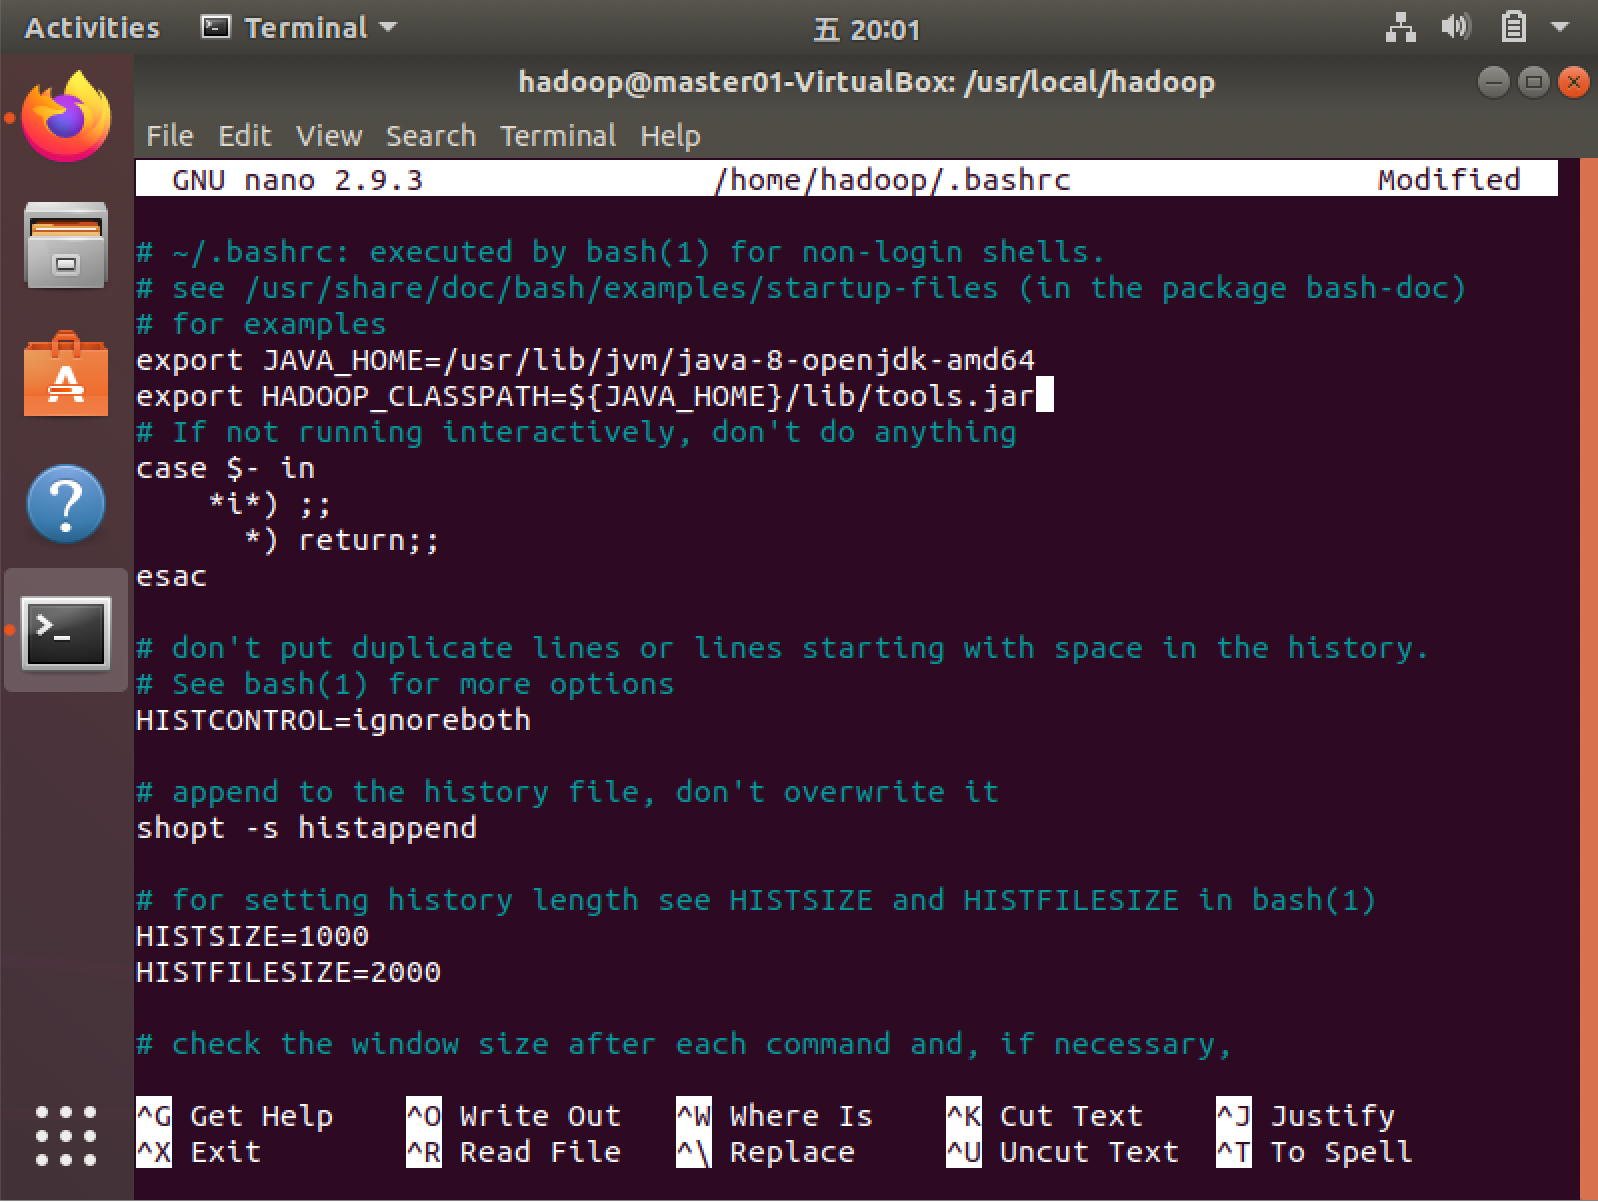 Activities Terminal 五 20:01
hadoop@master01-VirtualBox: /usr/local/hadoop
File Edit View Search Terminal Help
GNU nano 2.9.3 /home/hadoop/.bashrc Modified
# ~/.bashrc: executed by bash(1) for non-login shells.
# see /usr/share/doc/bash/examples/startup-files (in the package bash-doc)
# for examples
export JAVA_HOME=/usr/lib/jvm/java-8-openjdk-amd64
export HADOOP_CLASSPATH=${JAVA_HOME}/lib/tools.jar
# If not running interactively, don't do anything
case $- in
    *i*) ;;
      *) return;;
esac
# don't put duplicate lines or lines starting with space in the history.
# See bash(1) for more options
HISTCONTROL=ignoreboth
# append to the history file, don't overwrite it
shopt -s histappend
# for setting history length see HISTSIZE and HISTFILESIZE in bash(1)
HISTSIZE=1000
HISTFILESIZE=2000
# check the window size after each command and, if necessary,
^G Get Help ^O Write Out ^W Where Is ^K Cut Text ^J Justify
^X Exit ^R Read File ^\ Replace ^U Uncut Text ^T To Spell